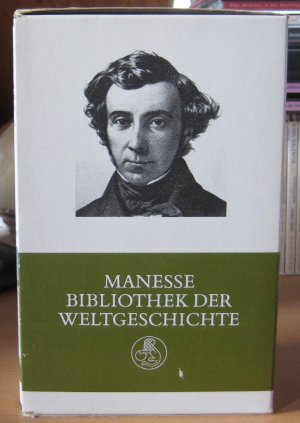 MANESSE
BIBLIOTHEK DER
WELTGESCHICHTE